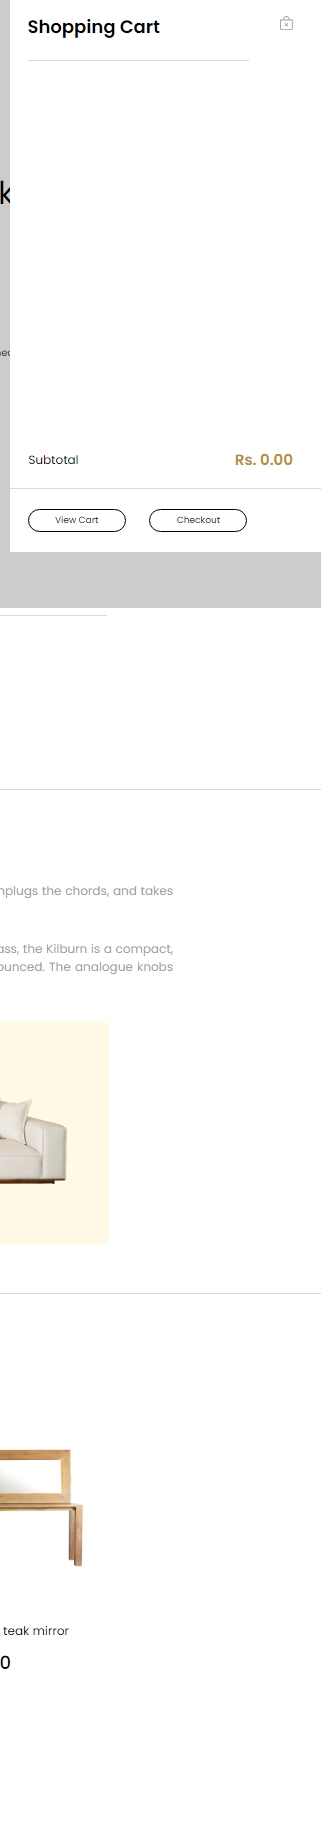 Shopping Cart
k
Subtotal
Rs. 0.00
View Cart
Checkout
nplugs the chords, and takes
ass, the Kilburn is a compact,
ounced. The analogue knobs
teak mirror
0